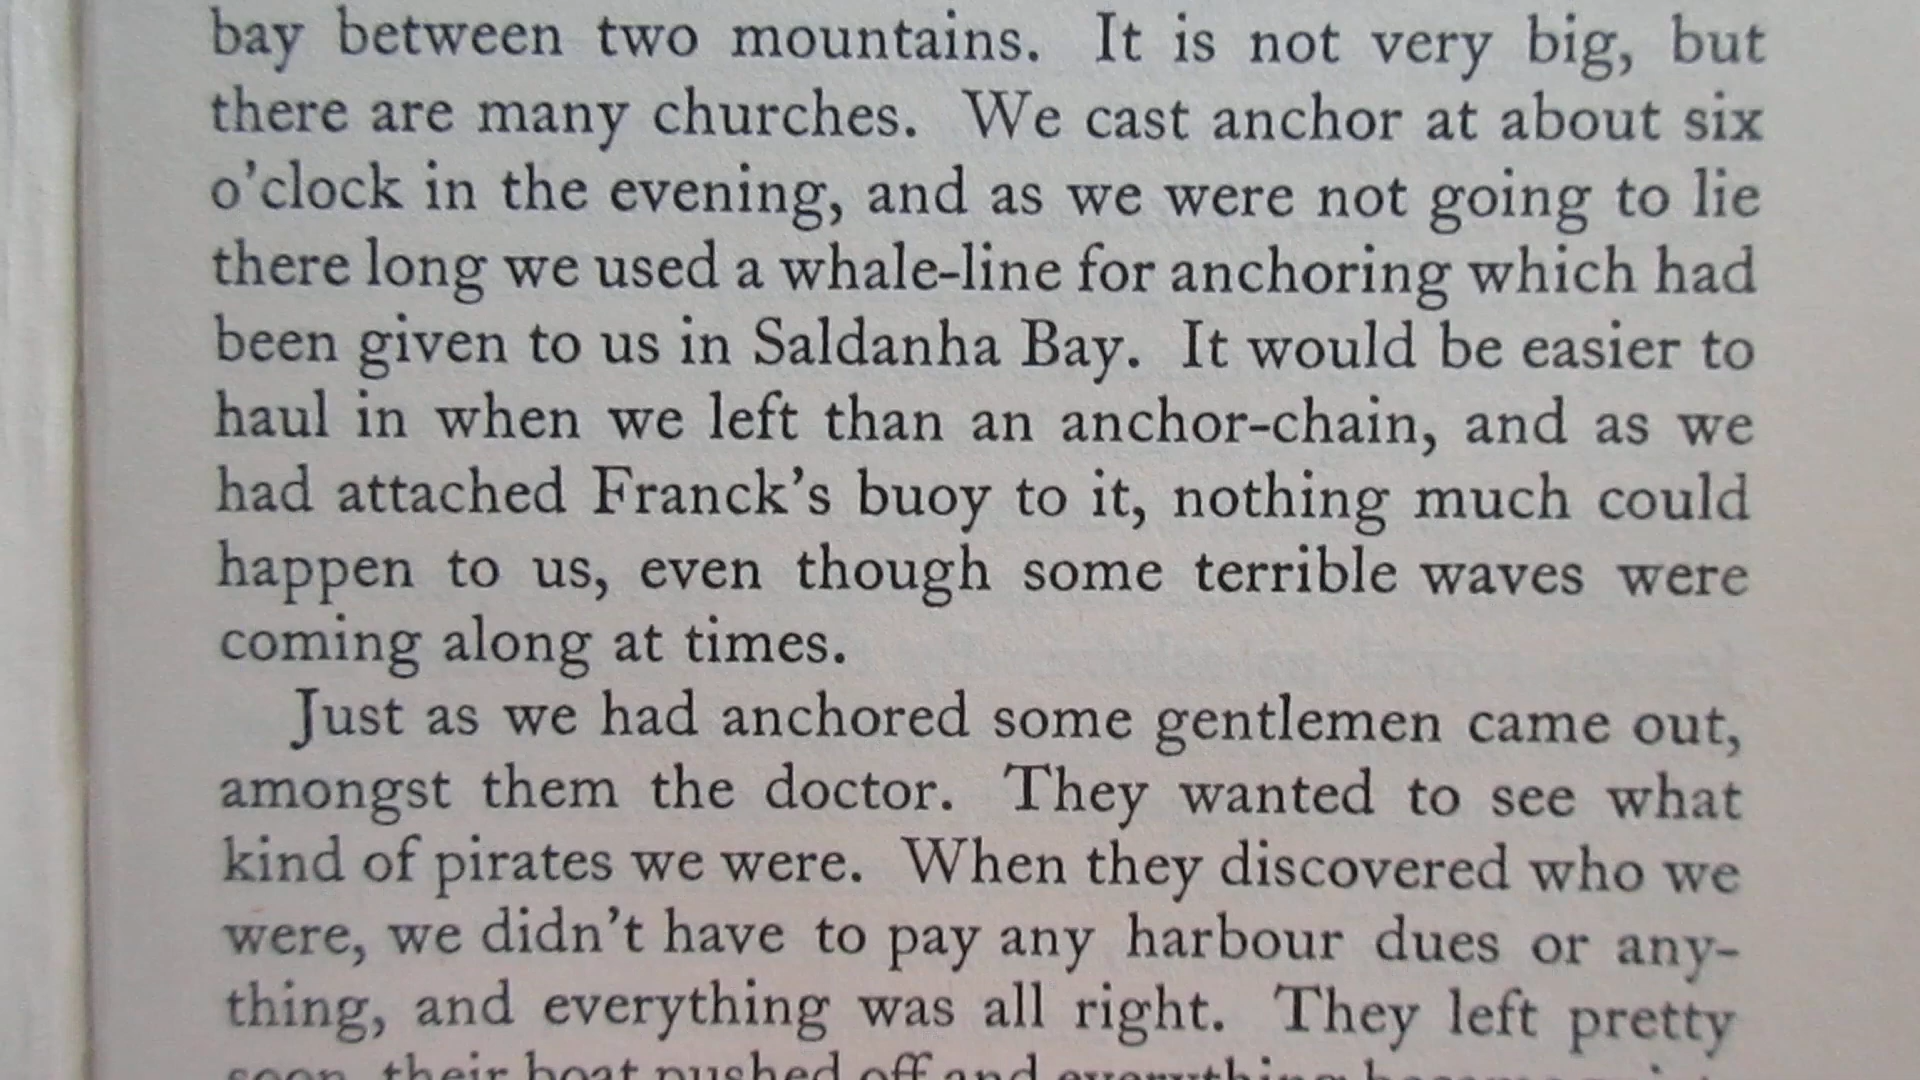 bay between two mountains. It is not very big, but
there are many churches. We cast anchor at about six
o'clock in the evening, and as we were not going to lie
there long we used a whale-line for anchoring which had
been given to us in Saldanha Bay. It would be easier to
haul in when we left than an anchor-chain, and as we
had attached Franck's buoy to it, nothing much could
happen to us, even though some terrible waves were
coming along at times.
Just as we had anchored some gentlemen came out,
amongst them the doctor. They wanted to see what
kind of pirates we were. When they discovered who we
were, we didn't have to pay any harbour dues or any-
thing, and everything was all right. They left pretty
soon, their boat pushed off and everything